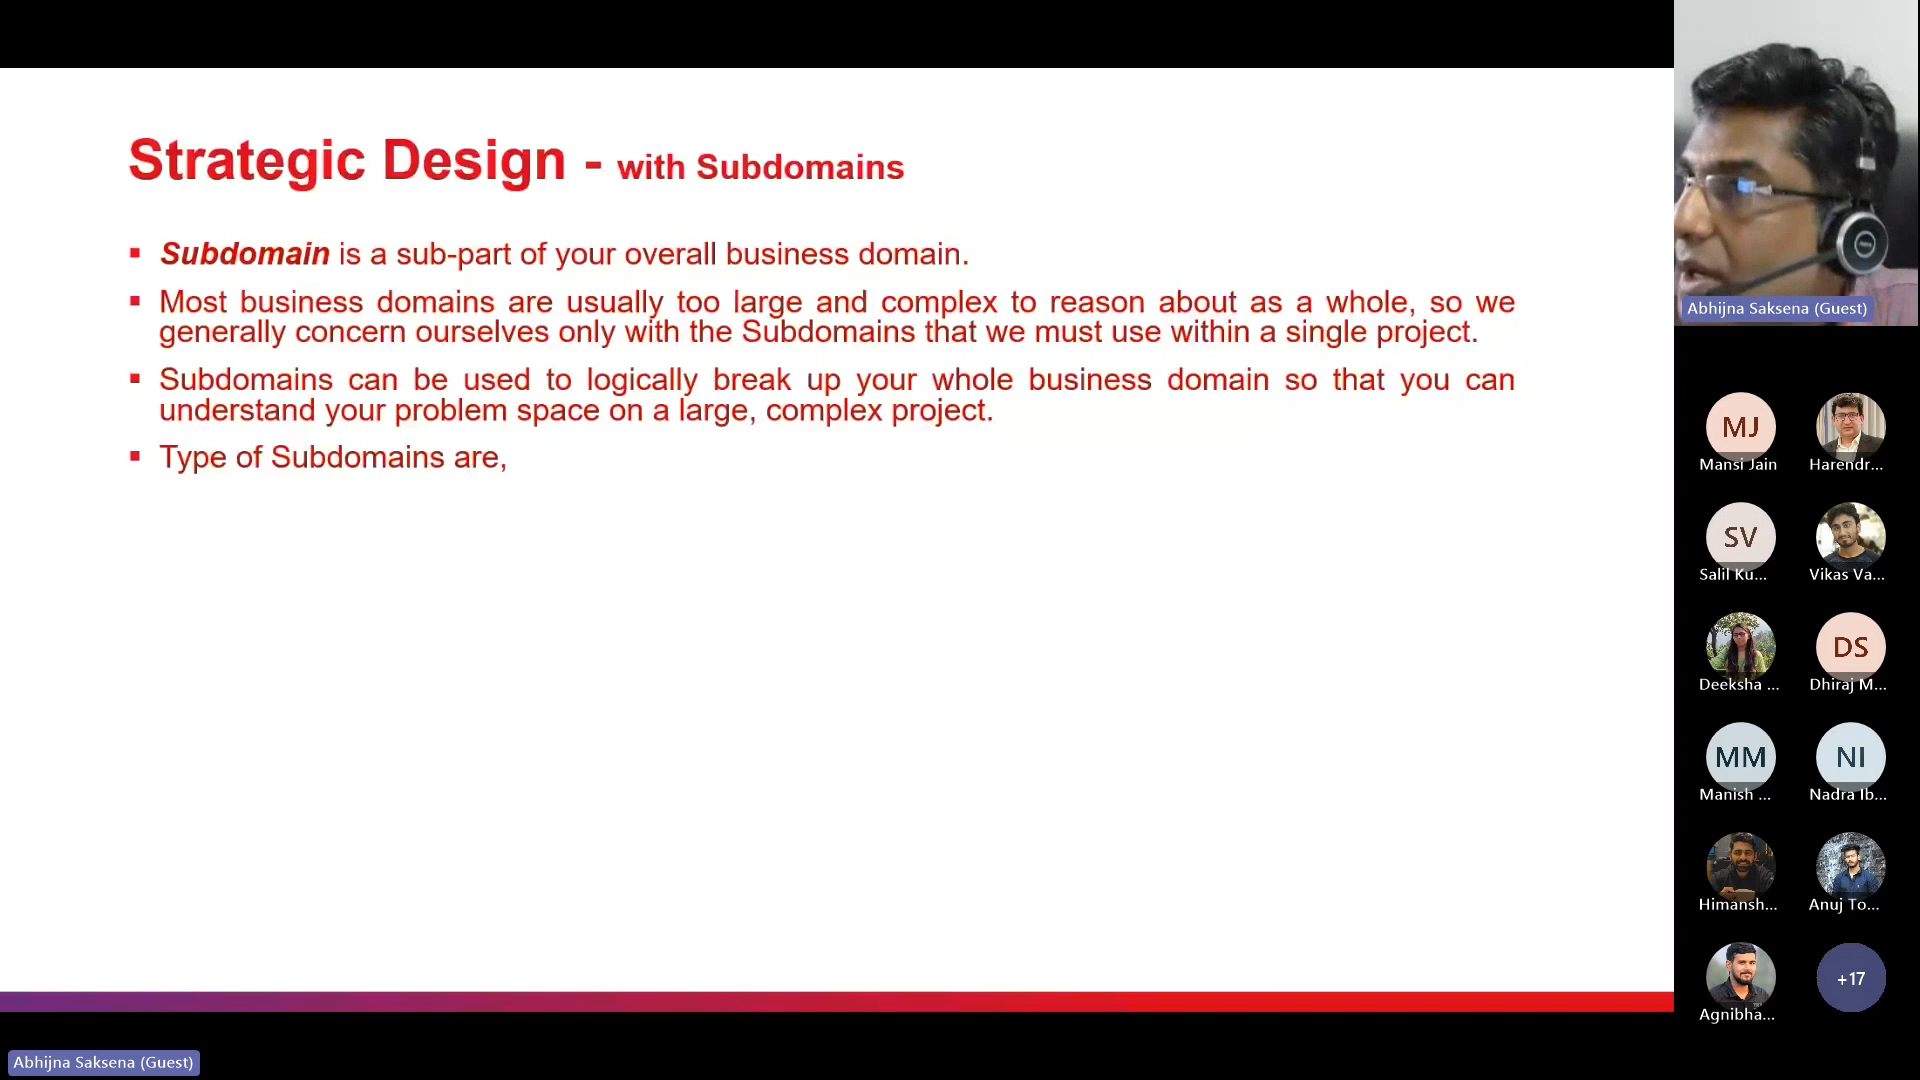 Strategic Design - with Subdomains
▪ Subdomain is a sub-part of your overall business domain.
▪ Most business domains are usually too large and complex to reason about as a whole, so we
generally concern ourselves only with the Subdomains that we must use within a single project.
▪ Subdomains can be used to logically break up your whole business domain so that you can
understand your problem space on a large, complex project.
▪ Type of Subdomains are,
Abhijna Saksena (Guest)
MJ
Mansi Jain
Harendr...
SV
Salil Ku...
Vikas Va...
Deeksha ...
DS
Dhiraj M...
MM
Manish ...
NI
Nadra Ib...
Himansh...
Anuj To...
Agnibha...
+17
Abhijna Saksena (Guest)